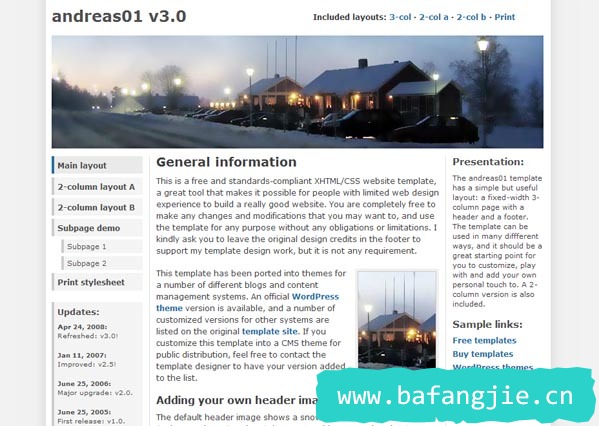 andreas01 v3.0
Included layouts: 3-col · 2-col a · 2-col b · Print
Main layout
2-column layout A
2-column layout B
Subpage demo
Subpage 1
Subpage 2
Print stylesheet
Updates:
Apr 24, 2008:
Refreshed: v3.0!
Jan 11, 2007:
Improved: v2.5!
June 25, 2006:
Major upgrade: v2.0.
June 25, 2005:
First release: v1.0.
General information
This is a free and standards-compliant XHTML/CSS website template,
a great tool that makes it possible for people with limited web design
experience to build a really good website. You are completely free to
make any changes and modifications that you may want to, and use
the template for any purpose without any obligations or limitations. I
kindly ask you to leave the original design credits in the footer to
support my template design work, but it is not any requirement.
This template has been ported into themes for
a number of different blogs and content
management systems. An official WordPress
theme version is available, and a number of
customized versions for other systems are
listed on the original template site. If you
customize this template into a CMS theme for
public distribution, feel free to contact the
template designer to have your version added
to the list.
Adding your own header ima
The default header image shows a snow
Presentation:
The andreas01 template
has a simple but useful
layout: a fixed-width 3-
column page with a
header and a footer.
The template can be
used in many diffferent
ways, and it should be a
great starting point for
you to customize, play
with and add your own
personal touch to. A 2-
column version is also
included.
Sample links:
Free templates
Buy templates
WordPress themes
www.bafangjie.cn